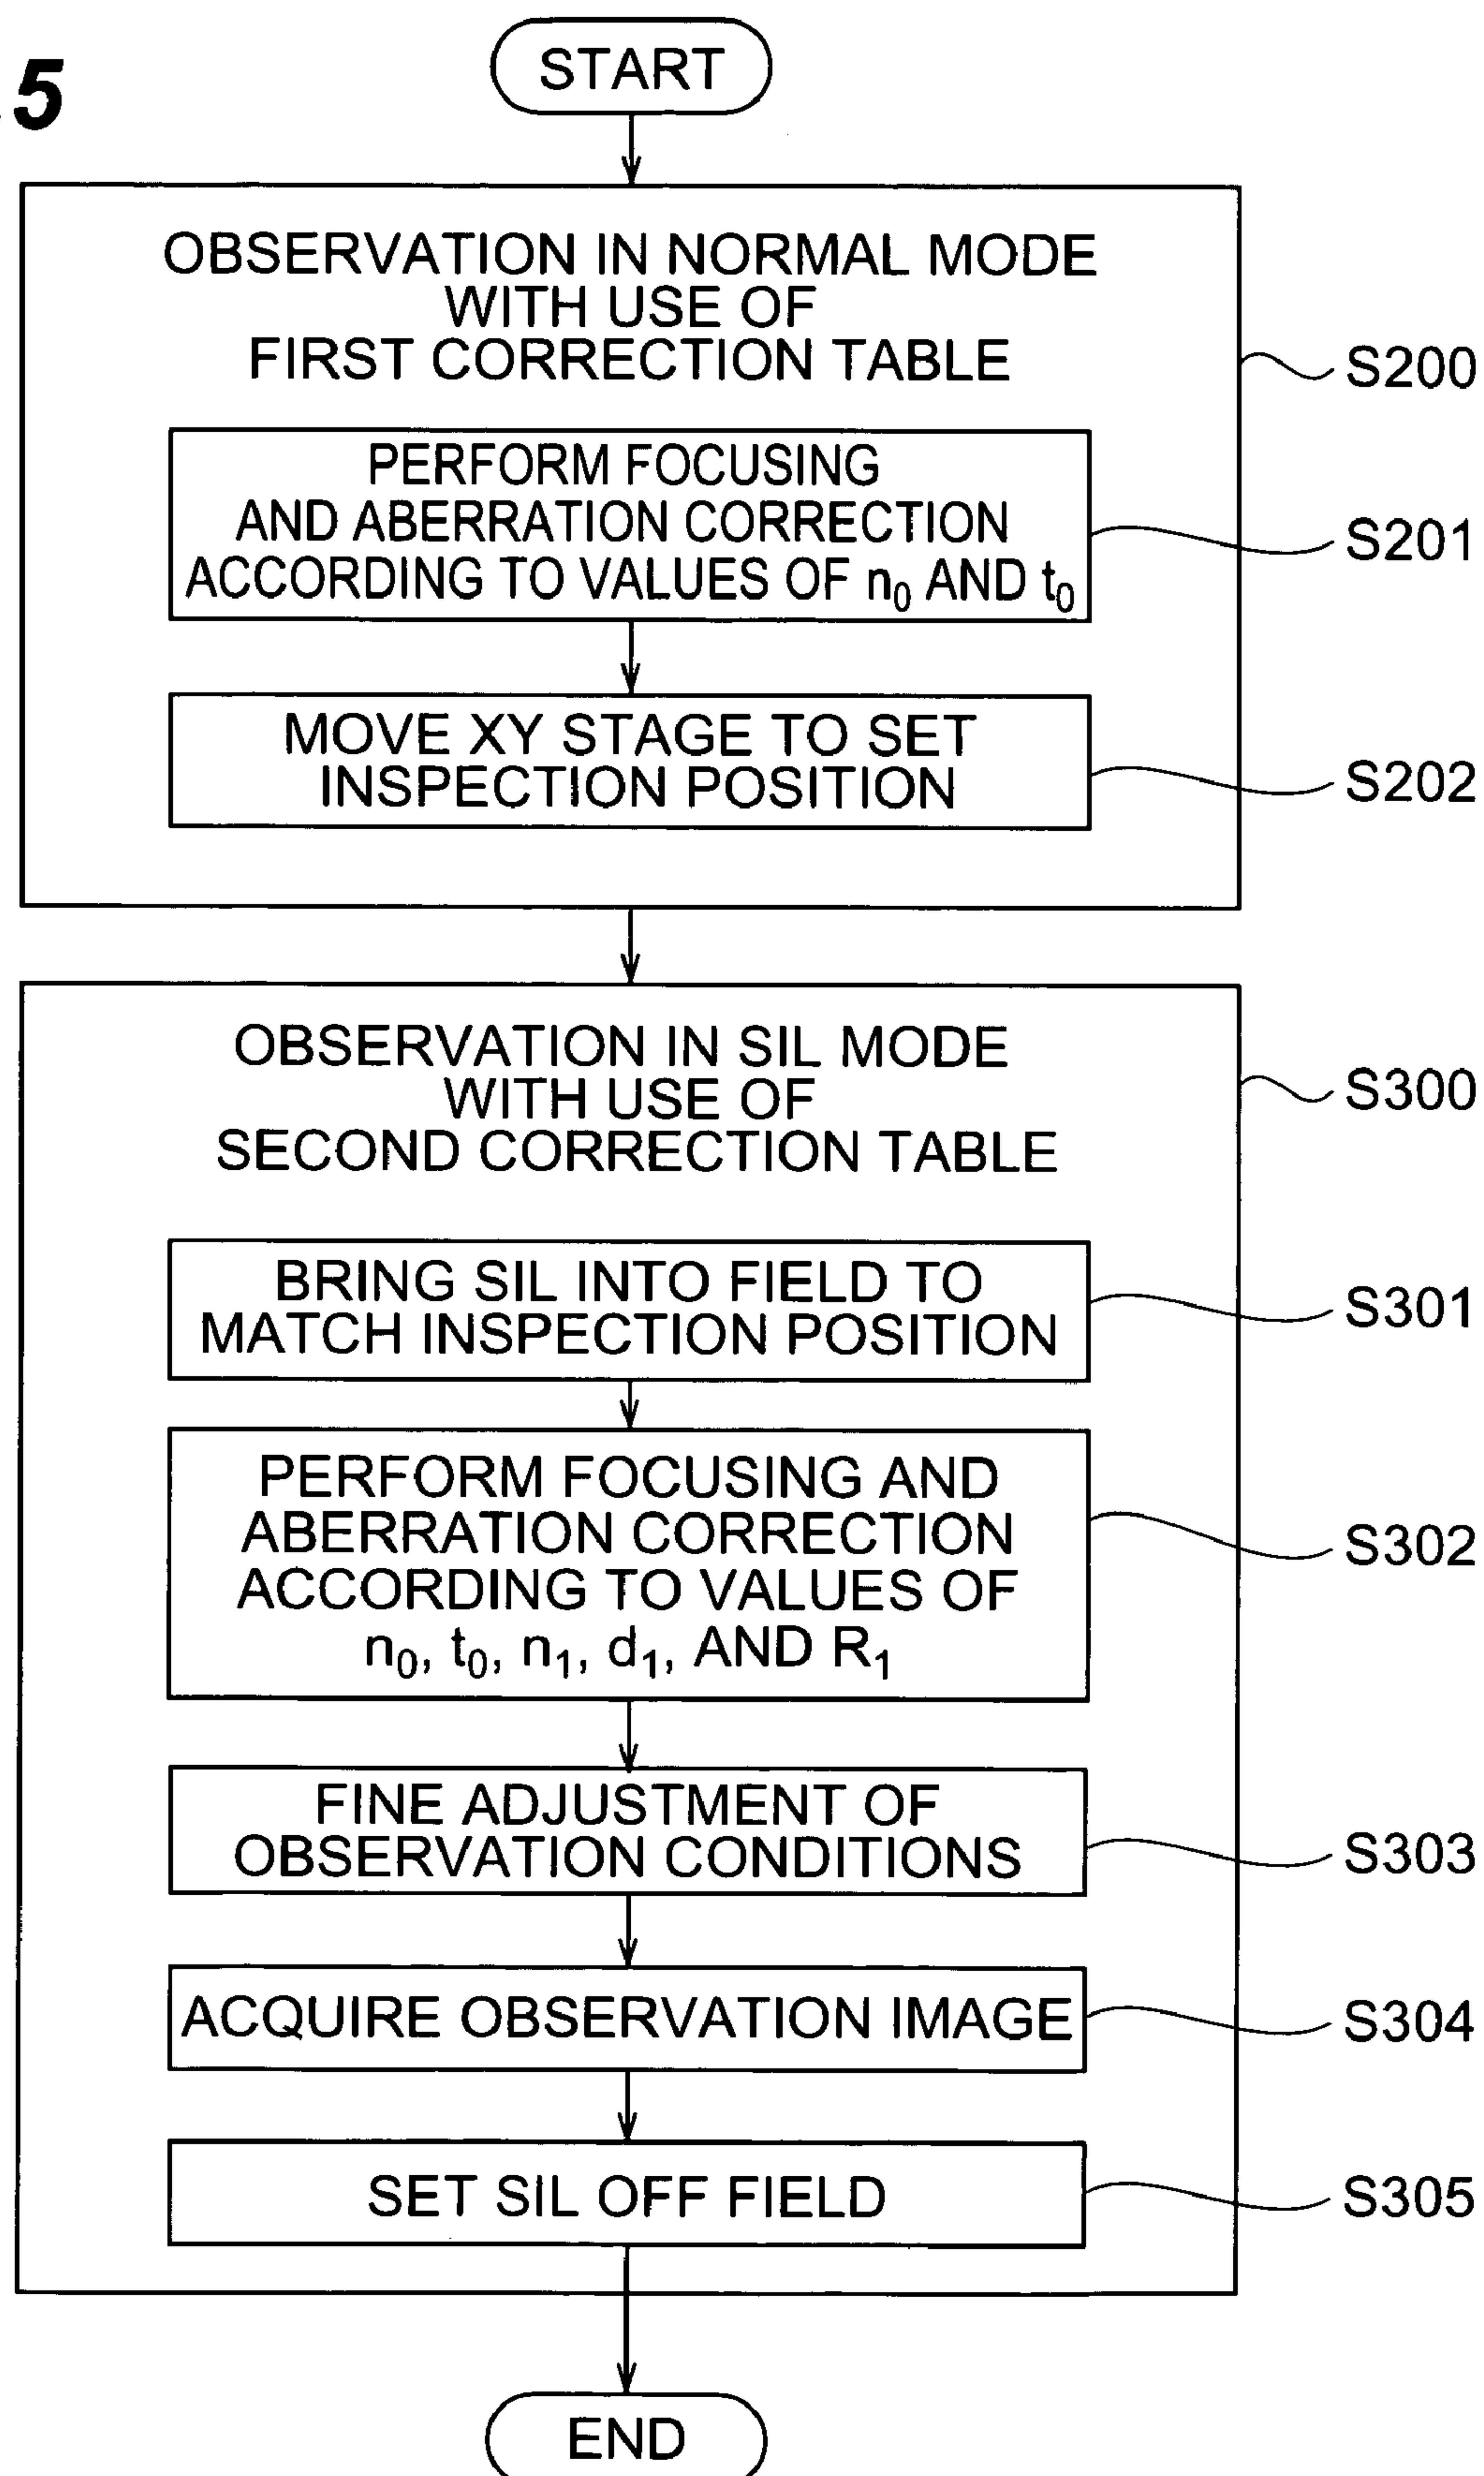 5
START
OBSERVATION IN NORMAL MODE
WITH USE OF
FIRST CORRECTION TABLE
S200
PERFORM FOCUSING
AND ABERRATION CORRECTION
ACCORDING TO VALUES OF n₀ AND t₀
S201
MOVE XY STAGE TO SET
INSPECTION POSITION
S202
OBSERVATION IN SIL MODE
WITH USE OF
SECOND CORRECTION TABLE
S300
BRING SIL INTO FIELD TO
MATCH INSPECTION POSITION
S301
PERFORM FOCUSING AND
ABERRATION CORRECTION
ACCORDING TO VALUES OF
n₀, t₀, n₁, d₁, AND R₁
S302
FINE ADJUSTMENT OF
OBSERVATION CONDITIONS
S303
ACQUIRE OBSERVATION IMAGE
S304
SET SIL OFF FIELD
S305
END